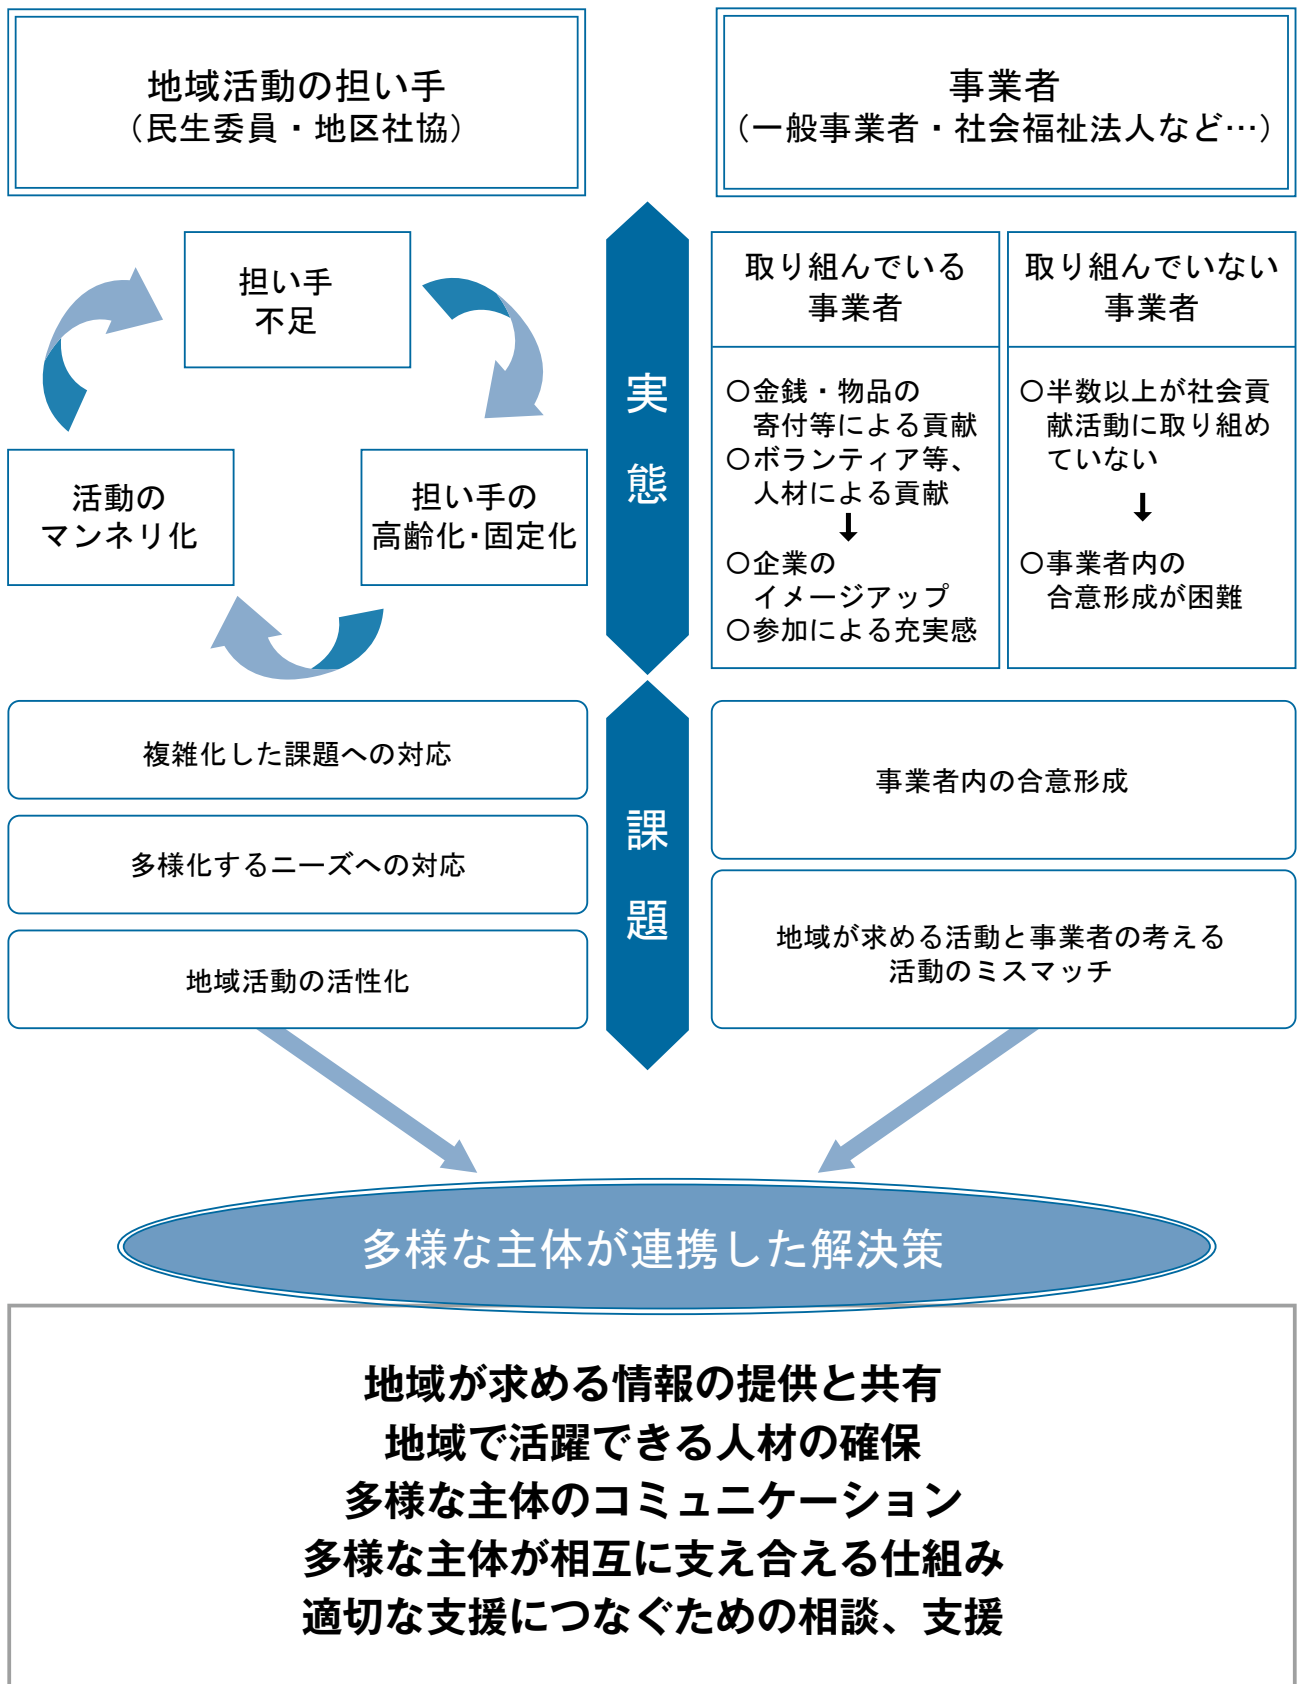 地域活動の担い手
（民生委員・地区社協）
事業者
（一般事業者・社会福祉法人など…）
担い手
不足
活動の
マンネリ化
担い手の
高齢化・固定化
実
態
取り組んでいる
事業者
〇金銭・物品の
寄付等による貢献
〇ボランティア等、
人材による貢献
⬇
〇企業の
イメージアップ
〇参加による充実感
取り組んでいない
事業者
〇半数以上が社会貢
献活動に取り組め
ていない
⬇
〇事業者内の
合意形成が困難
複雑化した課題への対応
多様化するニーズへの対応
地域活動の活性化
課
題
事業者内の合意形成
地域が求める活動と事業者の考える
活動のミスマッチ
多様な主体が連携した解決策
地域が求める情報の提供と共有
地域で活躍できる人材の確保
多様な主体のコミュニケーション
多様な主体が相互に支え合える仕組み
適切な支援につなぐための相談、支援